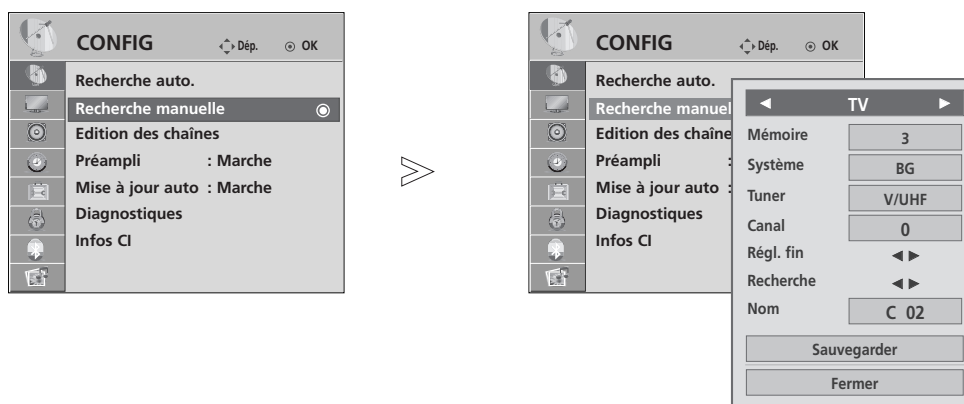 CONFIG Dép. OK
Recherche auto.
Recherche manuelle
Edition des chaînes
Préampli : Marche
Mise à jour auto : Marche
Diagnostiques
Infos CI
CONFIG Dép. OK
Recherche auto.
Recherche manuel
Edition des chaîne
Préampli :
Mise à jour auto :
Diagnostiques
Infos CI
◄ TV ►
Mémoire 3
Système BG
Tuner V/UHF
Canal 0
Régl. fin ◄ ►
Recherche ◄ ►
Nom C 02
Sauvegarder
Fermer